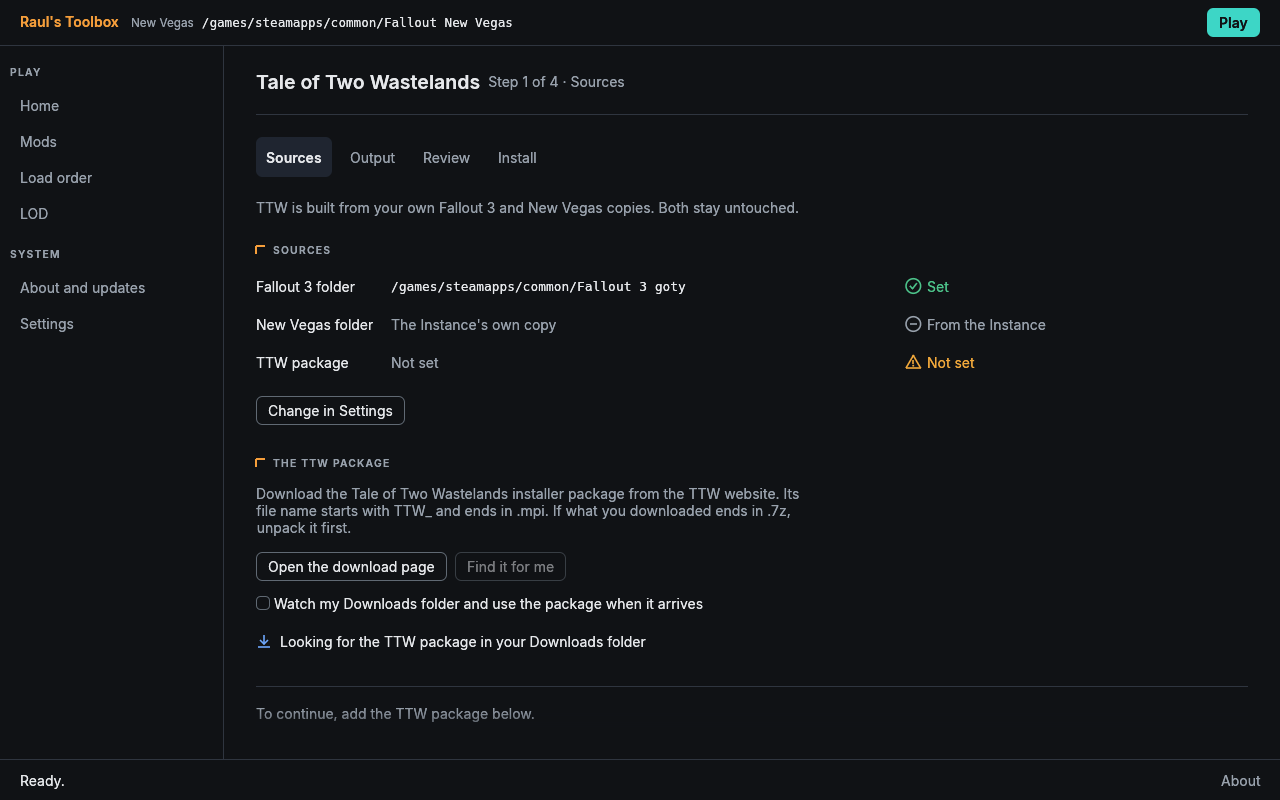 Raul's Toolbox New Vegas /games/steamapps/common/Fallout New Vegas Play
PLAY
Home
Mods
Load order
LOD
SYSTEM
About and updates
Settings
Tale of Two Wastelands Step 1 of 4 · Sources
Sources Output Review Install
TTW is built from your own Fallout 3 and New Vegas copies. Both stay untouched.
SOURCES
Fallout 3 folder /games/steamapps/common/Fallout 3 goty Set
New Vegas folder The Instance's own copy From the Instance
TTW package Not set Not set
Change in Settings
THE TTW PACKAGE
Download the Tale of Two Wastelands installer package from the TTW website. Its
file name starts with TTW_ and ends in .mpi. If what you downloaded ends in .7z,
unpack it first.
Open the download page Find it for me
Watch my Downloads folder and use the package when it arrives
Looking for the TTW package in your Downloads folder
To continue, add the TTW package below.
Ready. About